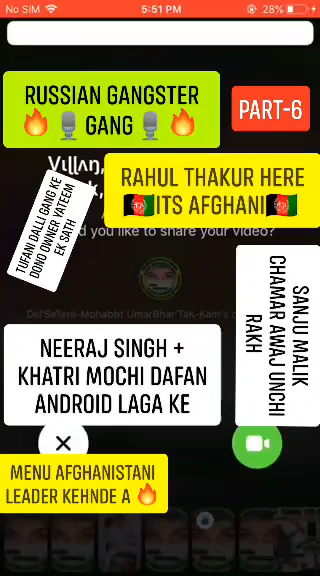 No SIM
5:51 PM
28%
RUSSIAN GANGSTER
🔥 🎙️ GANG 🎙️ 🔥
PART-6
RAHUL THAKUR HERE
🇦🇫ITS AFGHANI🇦🇫
TUFANI DALLI GANG KE
DONO OWNER YATEEM
EK SATH
you like to share your video?
SANJU MALIK
CHAMAR AWAJ UNCHI
RAKH
NEERAJ SINGH +
KHATRI MOCHI DAFAN
ANDROID LAGA KE
MENU AFGHANISTANI
LEADER KEHNDE A 🔥